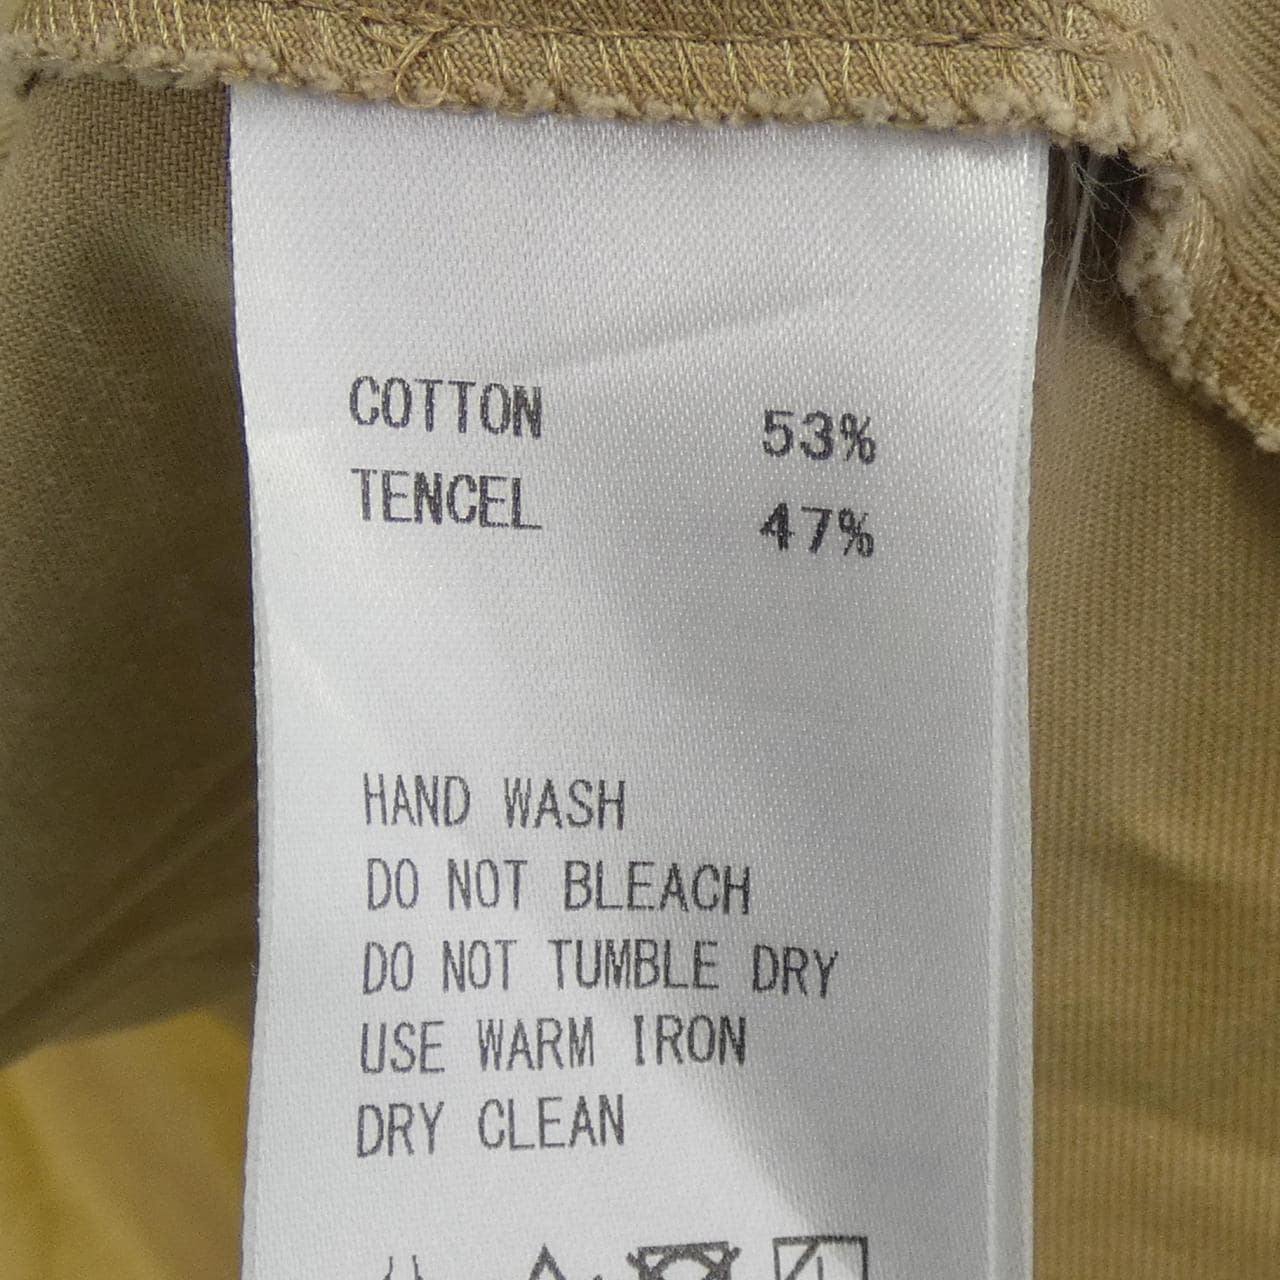 COTTON 53%
TENCEL 47%
HAND WASH
DO NOT BLEACH
DO NOT TUMBLE DRY
USE WARM IRON
DRY CLEAN